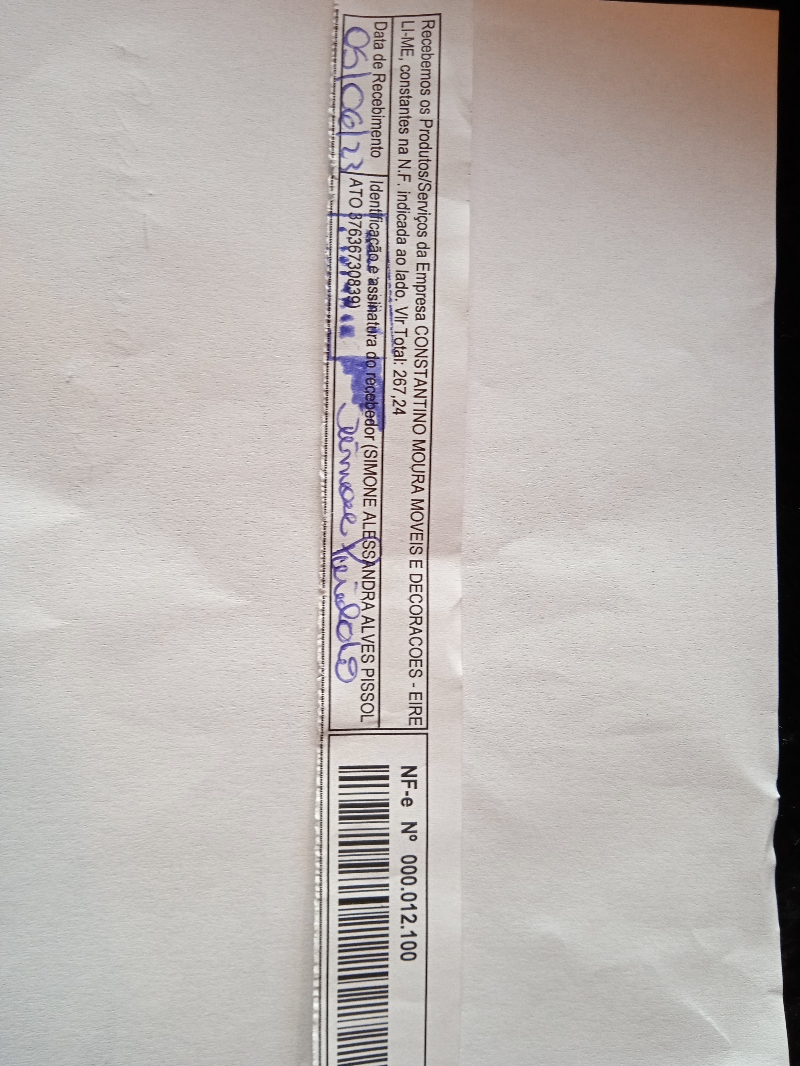 Recebemos os Produtos/Serviços da Empresa CONSTANTINO MOURA MOVEIS E DECORACOES - EIRE
LI-ME, constantes na N.F. indicada ao lado, Vlr Total: 267,24
Data de Recebimento
05/06/23
Identificação e assinatura do recebedor (SIMONE ALESSANDRA ALVES PISSOL
ATO 37636730839)
Simone
NF-e Nº 000.012.100